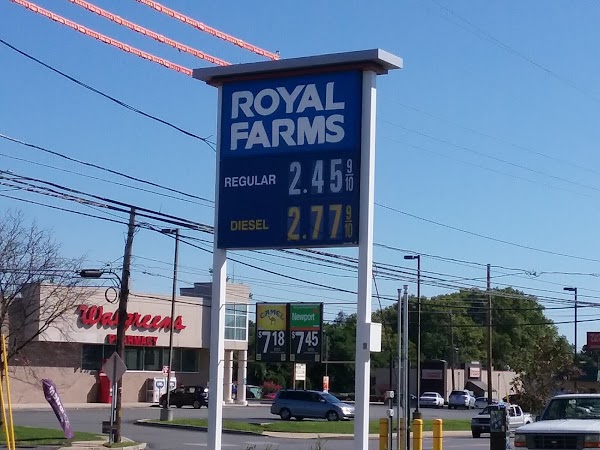 ROYAL
FARMS
REGULAR 2.45 9/10
DIESEL 2.77 9/10
Walgreens
PHARMACY
CAMEL
$7.18
Newport
$7.45